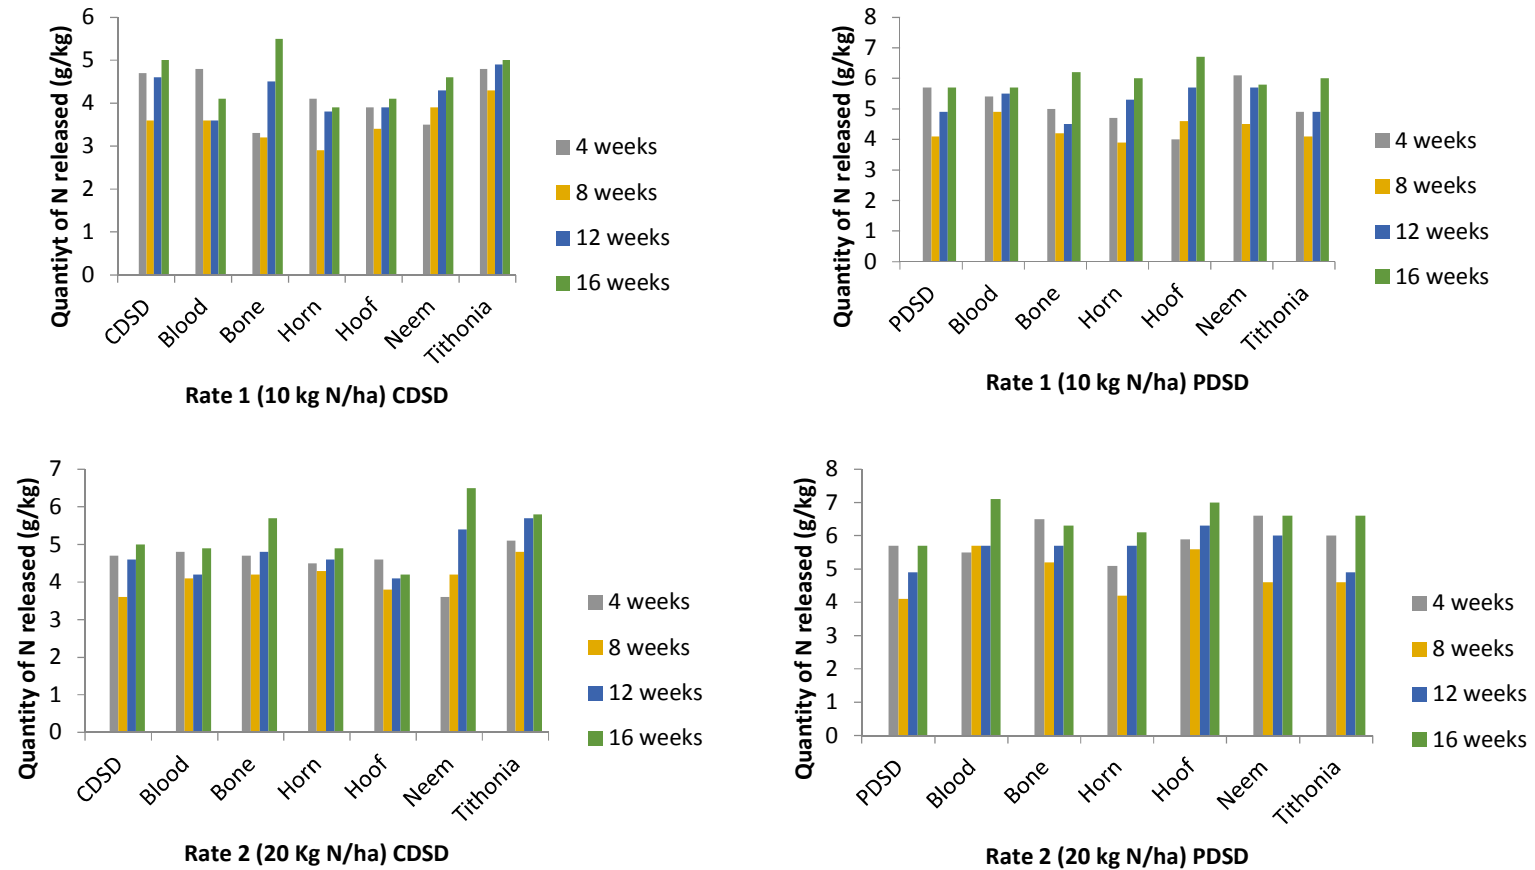 Quantiyt of N released (g/kg)
6
5
4
3
2
1
0
CDSD
Blood
Bone
Horn
Hoof
Neem
Tithonia
4 weeks
8 weeks
12 weeks
16 weeks
Rate 1 (10 kg N/ha) CDSD
Quantity of N released (g/kg)
8
7
6
5
4
3
2
1
0
PDSD
Blood
Bone
Horn
Hoof
Neem
Tithonia
4 weeks
8 weeks
12 weeks
16 weeks
Rate 1 (10 kg N/ha) PDSD
Quantity of N released (g/kg)
7
6
5
4
3
2
1
0
CDSD
Blood
Bone
Horn
Hoof
Neem
Tithonia
4 weeks
8 weeks
12 weeks
16 weeks
Rate 2 (20 Kg N/ha) CDSD
Quantity of N released (g/kg)
8
7
6
5
4
3
2
1
0
PDSD
Blood
Bone
Horn
Hoof
Neem
Tithonia
4 weeks
8 weeks
12 weeks
16 weeks
Rate 2 (20 kg N/ha) PDSD